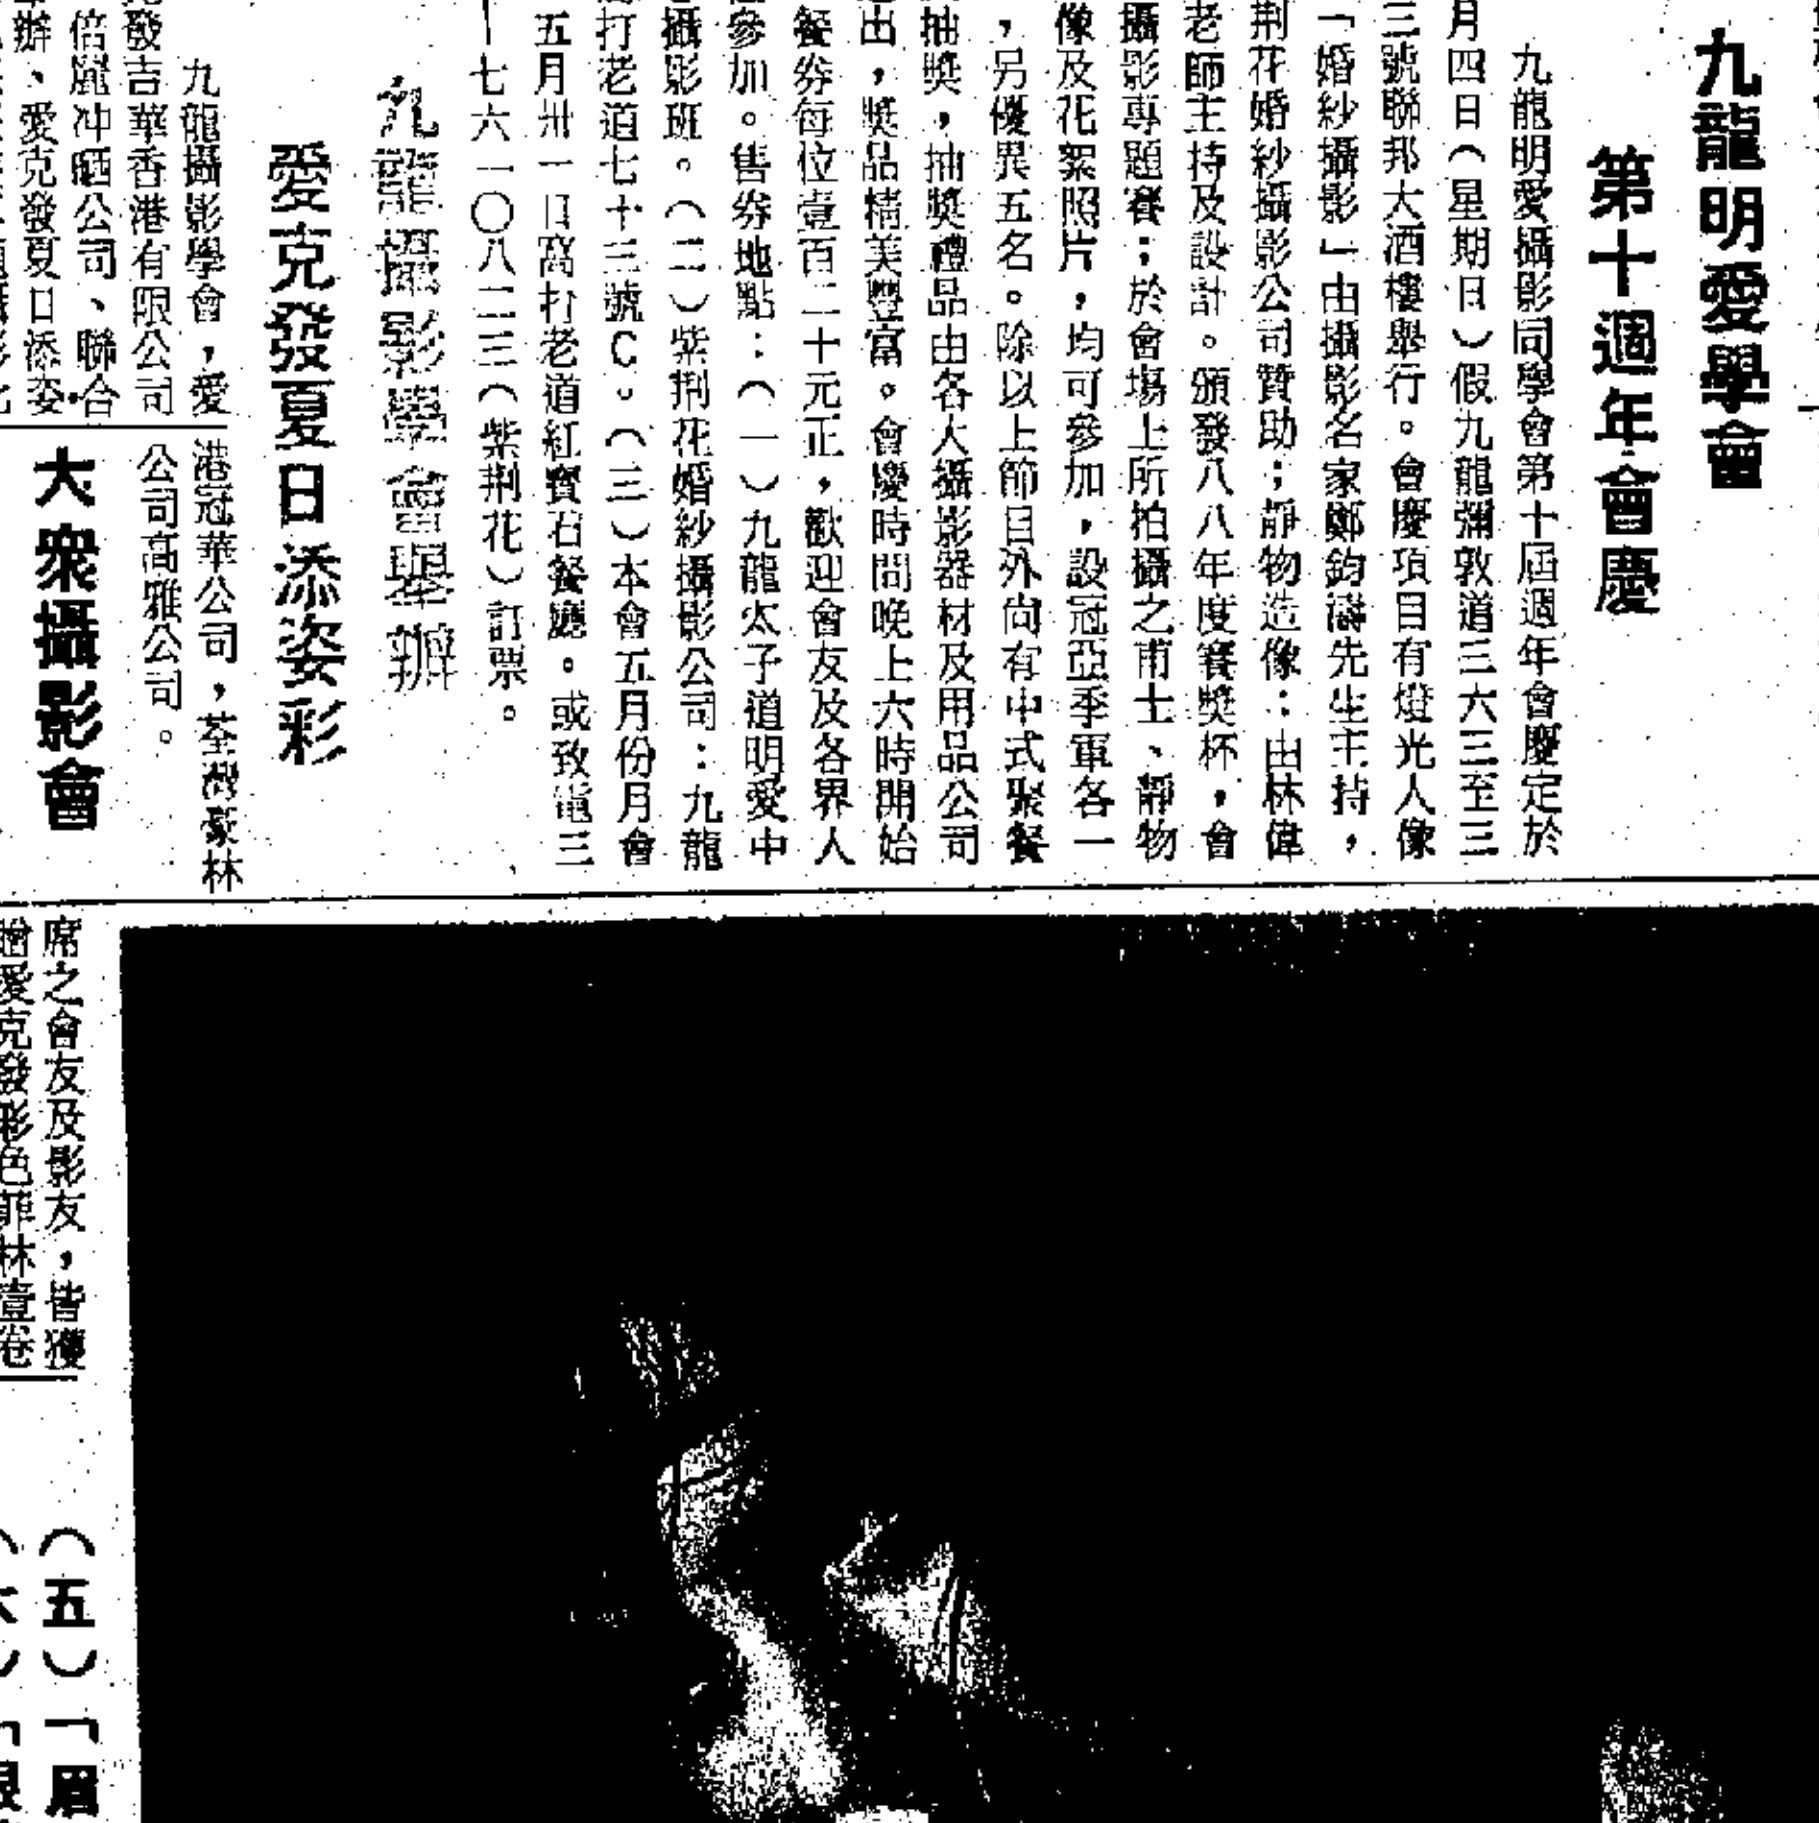 九龍明愛學會
第十週年會慶
九龍明愛攝影同學會第十屆週年會慶定於
月四日（星期日）假九龍彌敦道三六三至三
三號聯邦大酒樓舉行。會慶項目有燈光人像
「婚紗攝影」由攝影名家鄭鈞濤先生主持，
荆花婚紗攝影公司贊助；靜物造像：由林偉
老師主持及設計。頒發八八年度賽獎杯，會
攝影專題賽；於會場上所拍攝之甫士、靜物
像及花絮照片，均可參加，設冠亞季軍各一
，另優異五名。除以上節目外尚有中式聚餐
抽獎，抽獎禮品由各大攝影器材及用品公司
出，獎品精美豐富。會慶時間晚上六時開始
餐券每位壹百二十元正，歡迎會友及各界人
參加。售券地點：（一）九龍太子道明愛中
攝影班。（二）紫荆花婚紗攝影公司：九龍
打老道七十三號C。（三）本會五月份月會
五月卅一日窩打老道紅寶石餐廳。或致電三
—七六一〇八二三（紫荆花）訂票。
九龍攝影學會舉辦
愛克發夏日添姿彩
九龍攝影學會，愛
發吉華香港有限公司
倍麗冲晒公司、聯合
辦、愛克發夏日添姿
港冠華公司，荃灣豪林
公司高雅公司。
大衆攝影會
席之會友及影友，皆獲
贈愛克發彩色菲林壹卷
（五）「眉